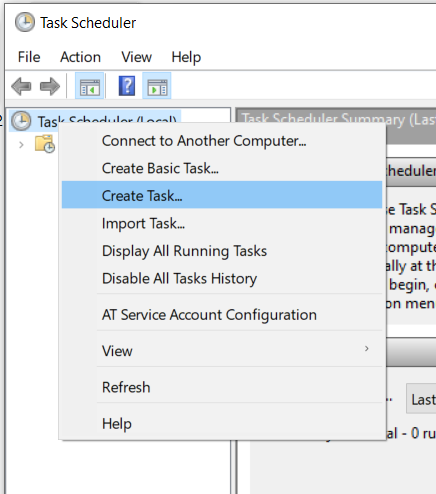 Task Scheduler
File Action View Help
Task Scheduler (Local)
Task Scheduler Summary (Las
Connect to Another Computer...
Create Basic Task...
Create Task...
Import Task...
Display All Running Tasks
Disable All Tasks History
AT Service Account Configuration
View
Refresh
Help
cheduler
e Task S
manag
ompute
ally at th
begin,
on men
Last
al - 0 ru